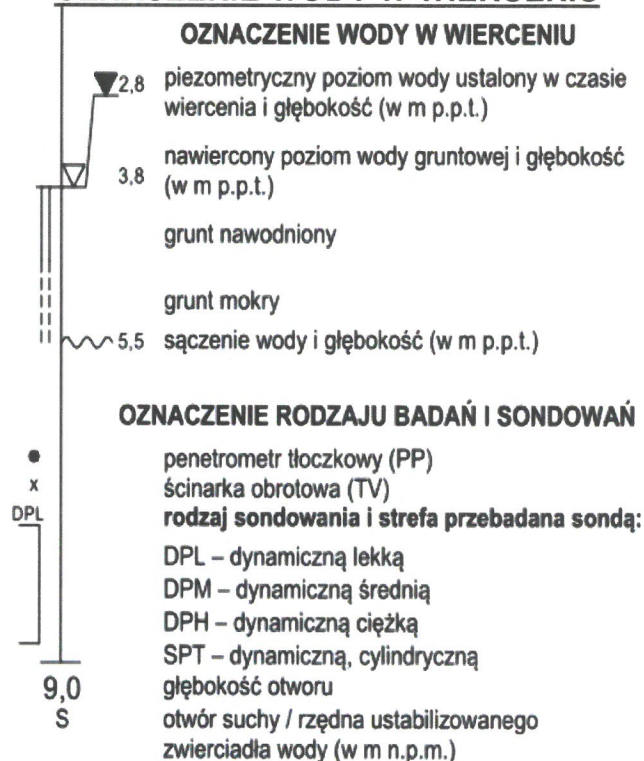 OZNACZENIE WODY W WIERCENIU
2,8 piezometryczny poziom wody ustalony w czasie
wiercenia i głębokość (w m p.p.t.)
nawiercony poziom wody gruntowej i głębokość
3,8 (w m p.p.t.)
grunt nawodniony
grunt mokry
5,5 sączenie wody i głębokość (w m p.p.t.)
OZNACZENIE RODZAJU BADAŃ I SONDOWAŃ
penetrometr tłoczkowy (PP)
x ścinarka obrotowa (TV)
DPL rodzaj sondowania i strefa przebadana sondą:
DPL – dynamiczną lekką
DPM – dynamiczną średnią
DPH – dynamiczną ciężką
SPT – dynamiczną, cylindryczną
9,0 głębokość otworu
S otwór suchy / rzędna ustabilizowanego
zwierciadła wody (w m n.p.m.)